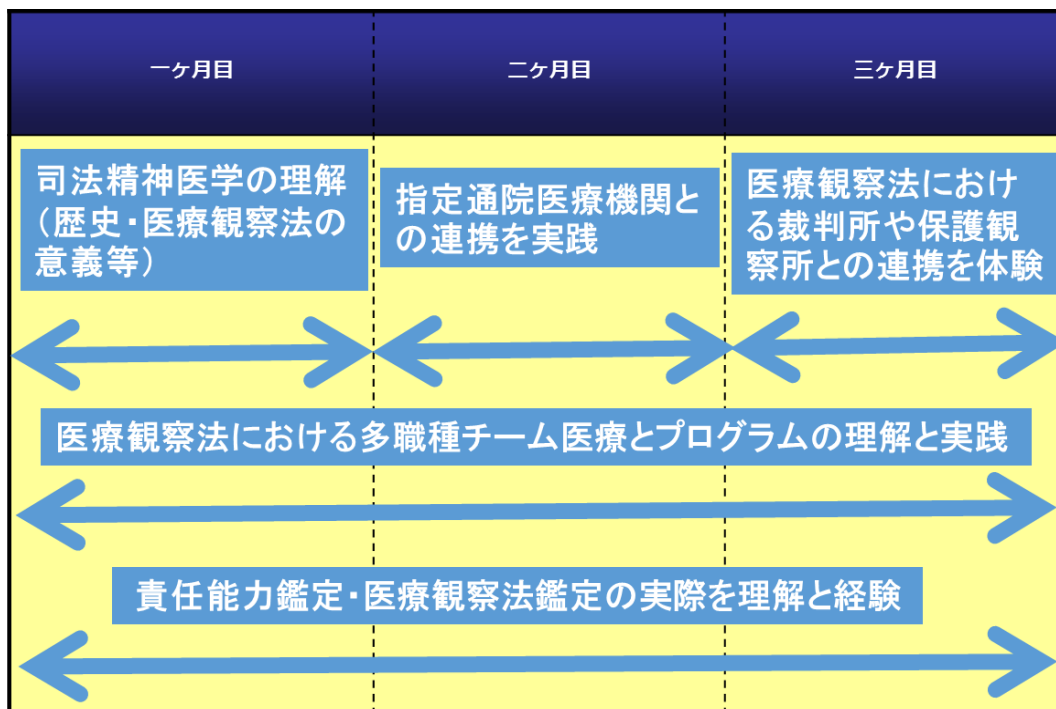 一ヶ月目
二ヶ月目
三ヶ月目
司法精神医学の理解
（歴史・医療観察法の
意義等）
指定通院医療機関と
の連携を実践
医療観察法におけ
る裁判所や保護観
察所との連携を体験
医療観察法における多職種チーム医療とプログラムの理解と実践
責任能力鑑定・医療観察法鑑定の実際を理解と経験